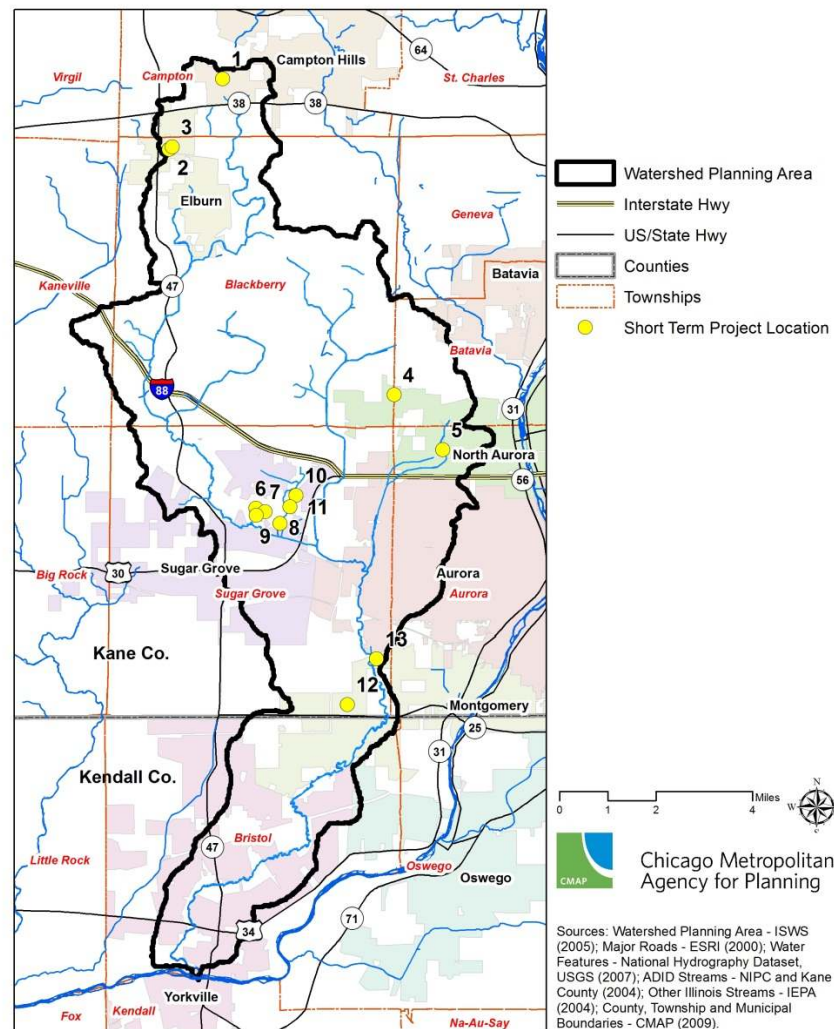 1
Campton Hills
64
Virgil
Campton
St. Charles
38
38
3
2
Elburn
Geneva
Batavia
47
Kaneville
Blackberry
Batavia
4
88
31
5
North Aurora
56
10
6
7
11
8
9
Sugar Grove
Big Rock
30
Sugar Grove
Aurora
Aurora
13
Kane Co.
12
Montgomery
25
31
Kendall Co.
Bristol
47
Little Rock
Oswego
Oswego
71
34
Yorkville
Fox
Kendall
Na-Au-Say
Watershed Planning Area
Interstate Hwy
US/State Hwy
Counties
Townships
Short Term Project Location
Miles
0 1 2 4
N
W E
S
CMAP
Chicago Metropolitan
Agency for Planning
Sources: Watershed Planning Area - ISWS
(2005); Major Roads - ESRI (2000); Water
Features - National Hydrography Dataset,
USGS (2007); ADID Streams - NIPC and Kane
County (2004); Other Illinois Streams - IEPA
(2004); County, Township and Municipal
Boundaries - CMAP (2009).